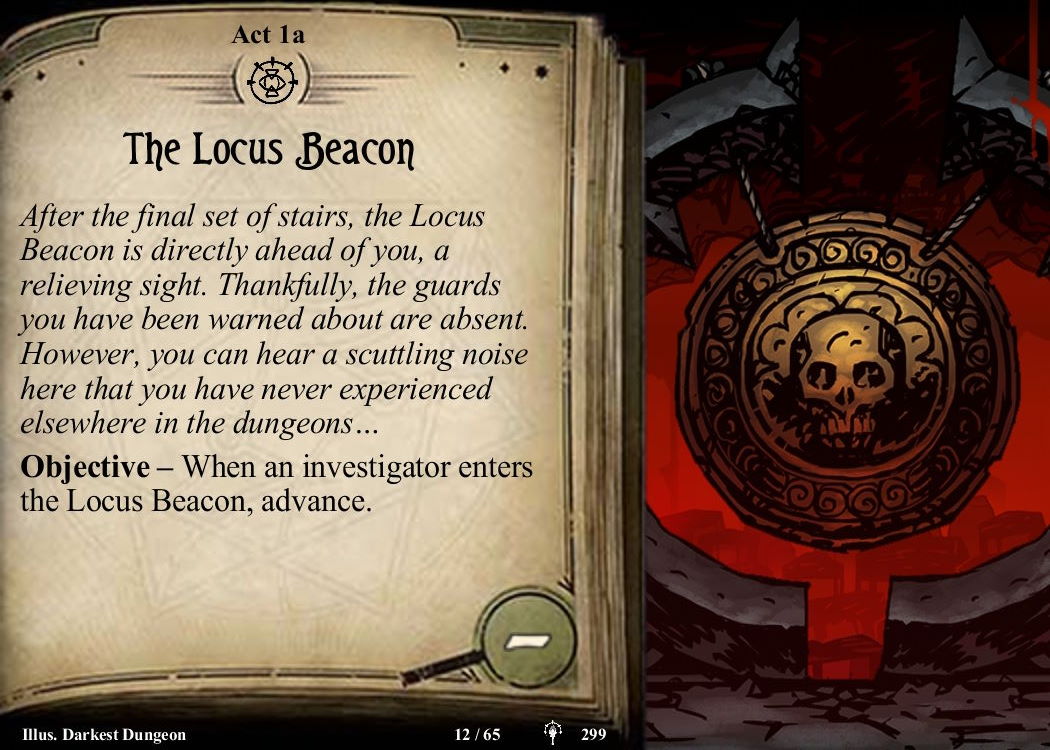 Act 1a
The Locus Beacon
After the final set of stairs, the Locus
Beacon is directly ahead of you, a
relieving sight. Thankfully, the guards
you have been warned about are absent.
However, you can hear a scuttling noise
here that you have never experienced
elsewhere in the dungeons...
Objective – When an investigator enters
the Locus Beacon, advance.
–
Illus. Darkest Dungeon
12 / 65
299